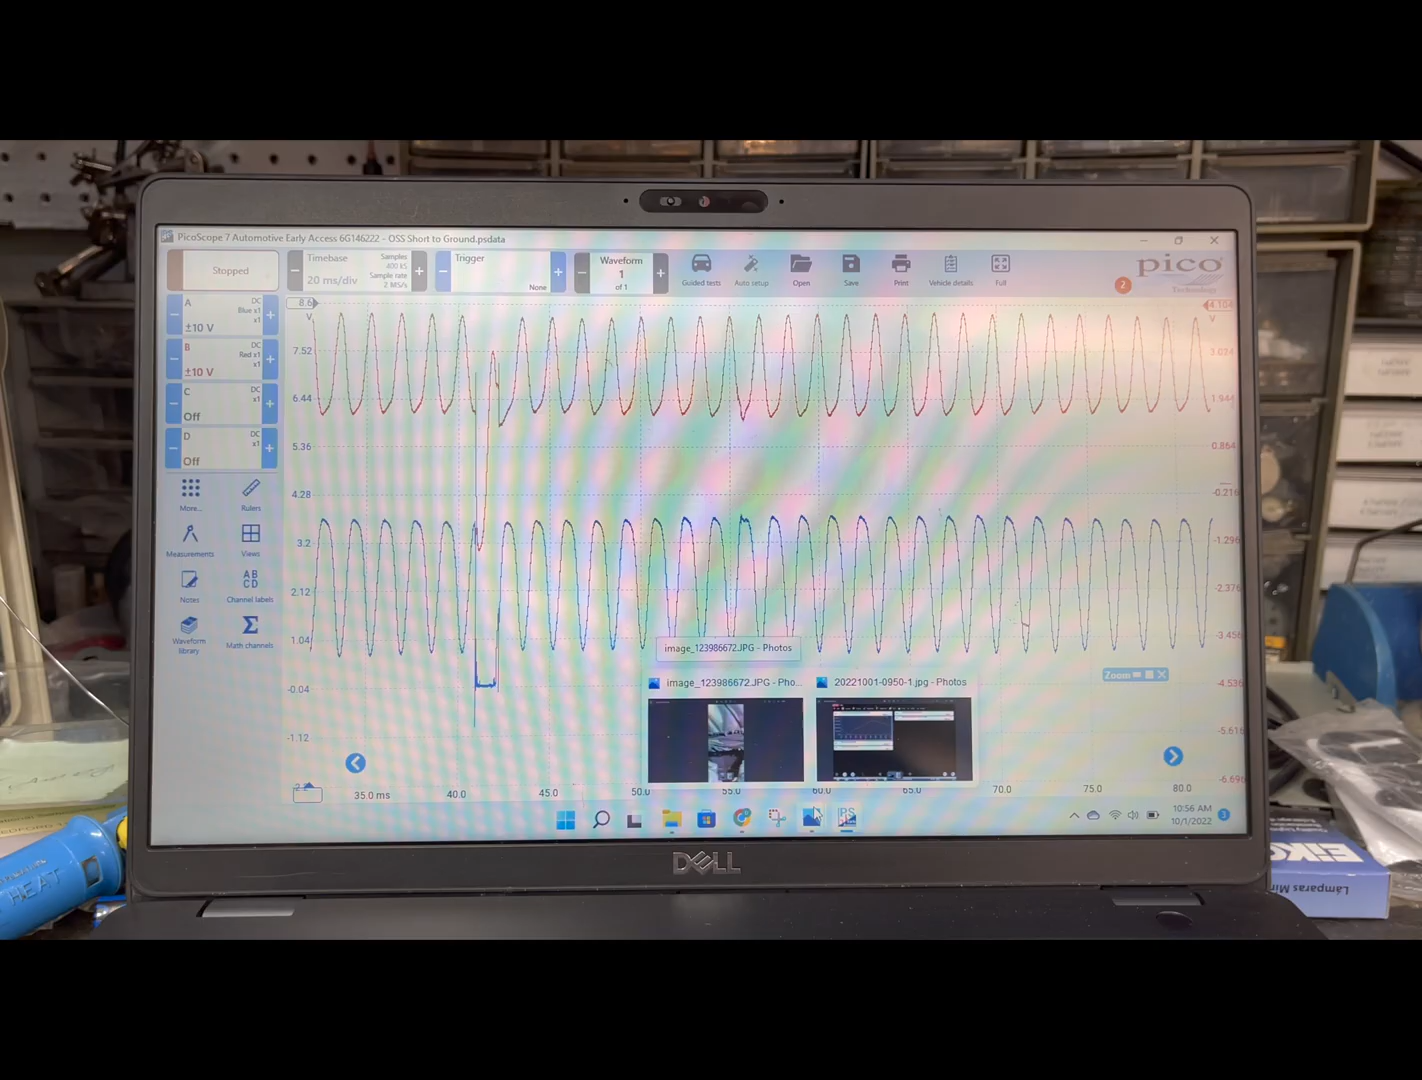 PicoScope 7 Automotive Early Access 6G146222 - OSS Short to Ground.psdata
Stopped
Timebase
20 ms/div
Samples
400 kS
Sample rate
2 MS/s
Trigger
None
Waveform
1
of 1
Guided tests
Auto setup
Open
Save
Print
Vehicle details
Full
2
pico
Technology
A
DC
Blue x1
x1
±10 V
B
DC
Red x1
x1
±10 V
C
DC
x1
Off
D
DC
x1
Off
More...
Rulers
Measurements
Views
Notes
ABCD
Channel labels
Waveform library
Math channels
8.6
V
7.52
6.44
5.36
4.28
3.2
2.12
1.04
-0.04
-1.12
4.104
V
3.024
1.944
0.864
-0.216
-1.296
-2.376
-3.456
-4.536
-5.616
-6.696
35.0 ms
40.0
45.0
50.0
55.0
60.0
65.0
70.0
75.0
80.0
Zoom
image_123986672.JPG - Photos
image_123986672.JPG - Pho...
20221001-0950-1.jpg - Photos
10:56 AM
10/1/2022
3
DELL
HEAT
EiKO
Lámparas Min